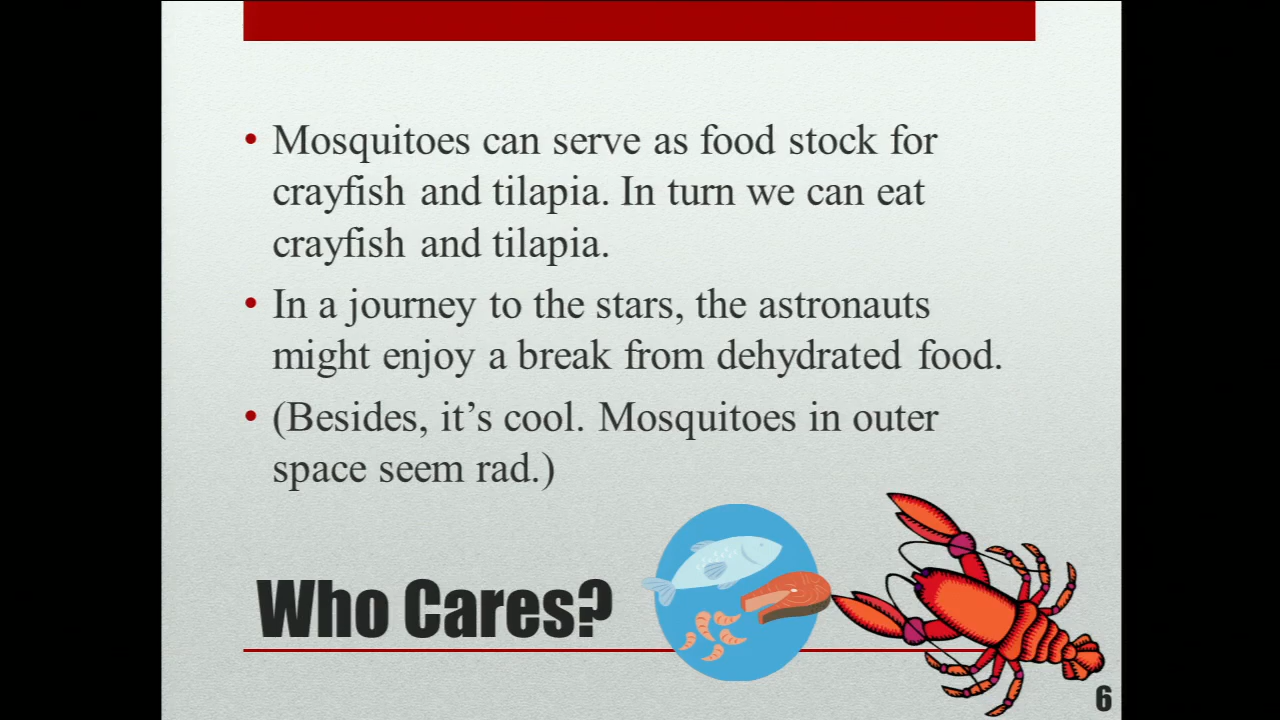 • Mosquitoes can serve as food stock for
crayfish and tilapia. In turn we can eat
crayfish and tilapia.
• In a journey to the stars, the astronauts
might enjoy a break from dehydrated food.
• (Besides, it’s cool. Mosquitoes in outer
space seem rad.)
Who Cares?
6